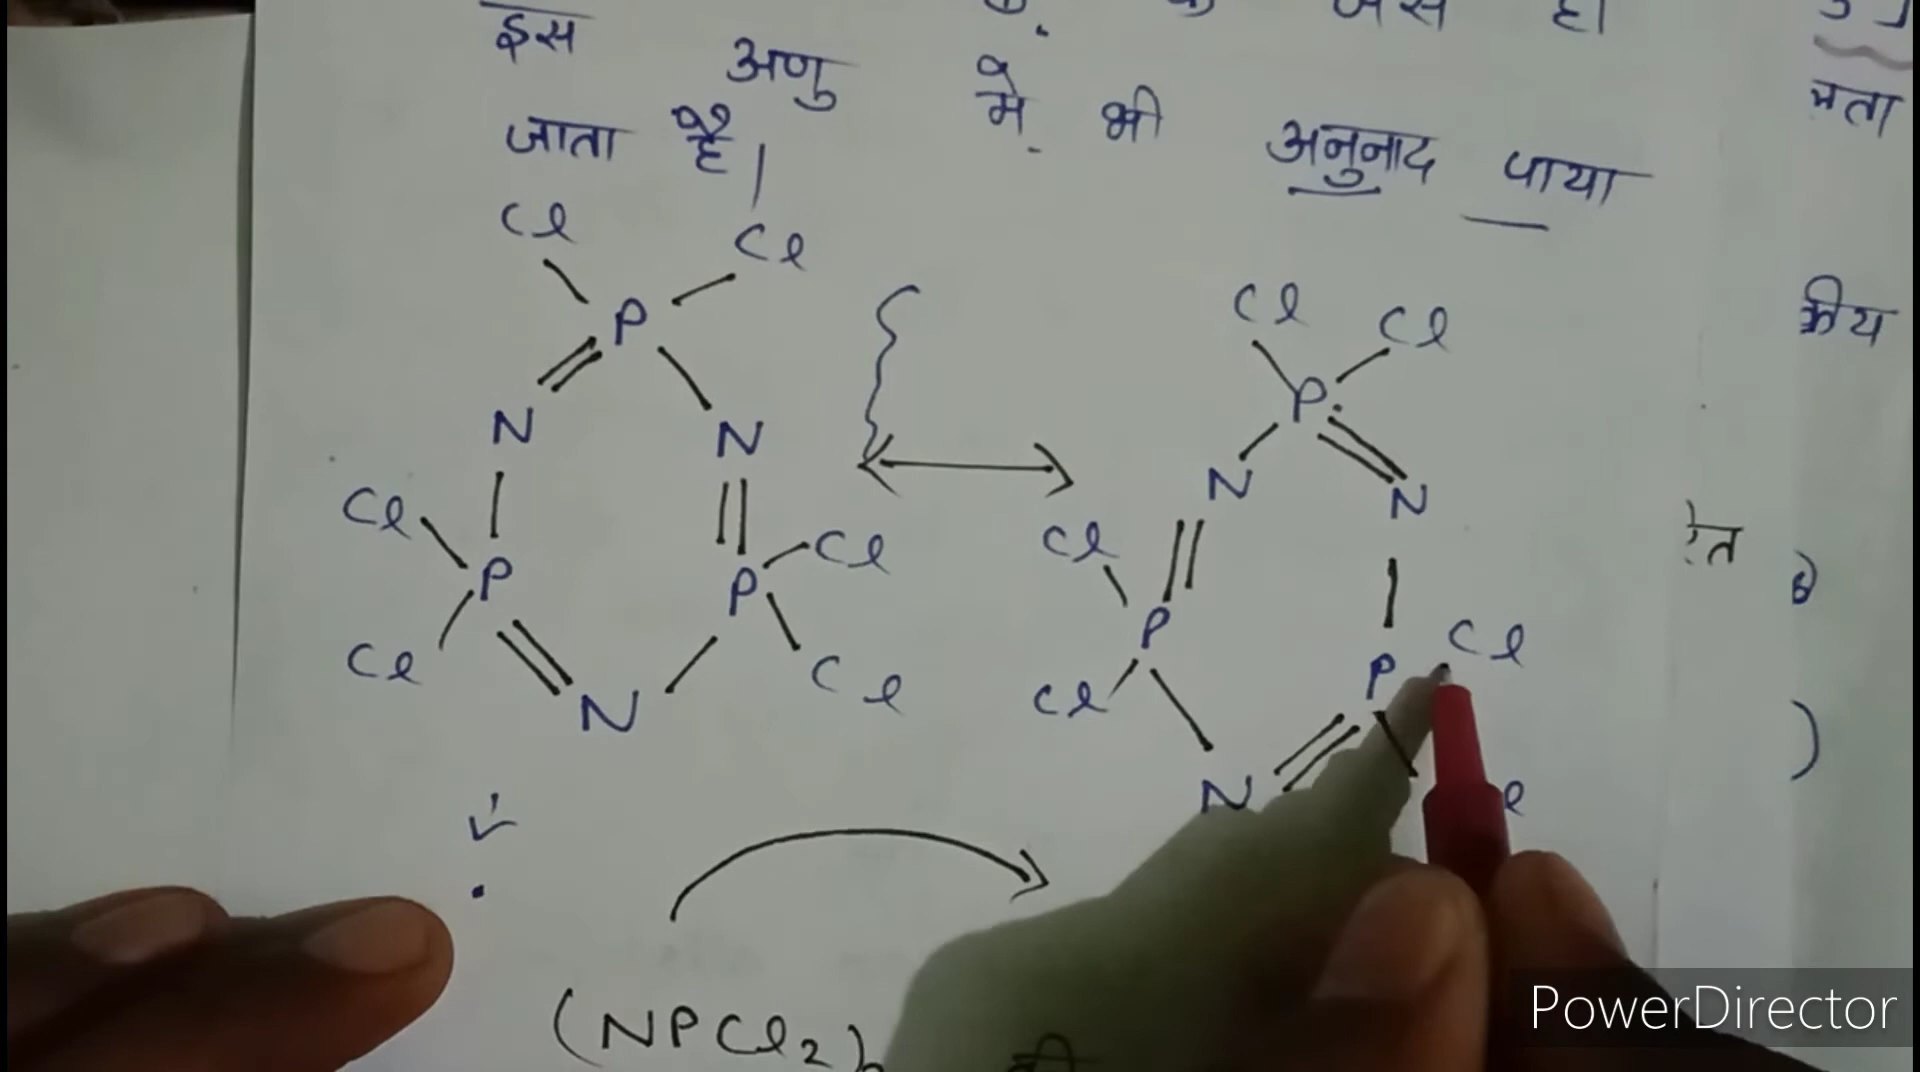 इस अणु में भी अनुनाद पाया
जाता है।
Cl Cl Cl Cl
P P
N N N N
Cl Cl Cl Cl
P P P P
Cl Cl Cl
N N
(NPCl₂)
PowerDirector